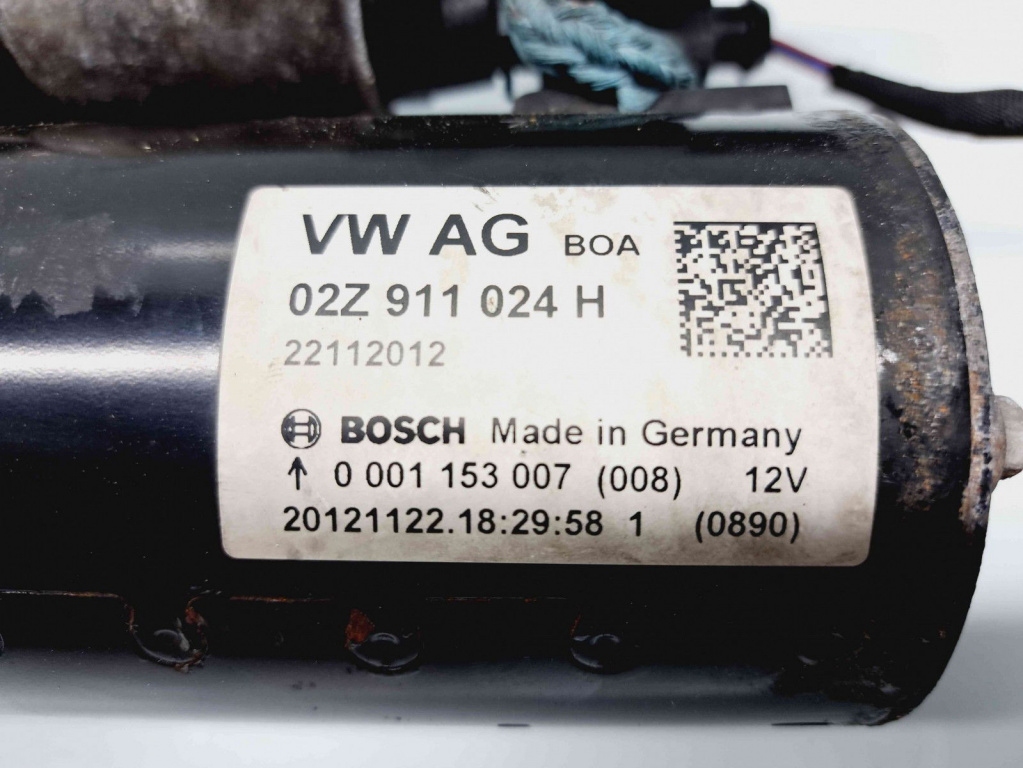 VW AG BOA
02Z 911 024 H
22112012
BOSCH Made in Germany
↑ 0 001 153 007 (008) 12V
20121122.18:29:58 1 (0890)